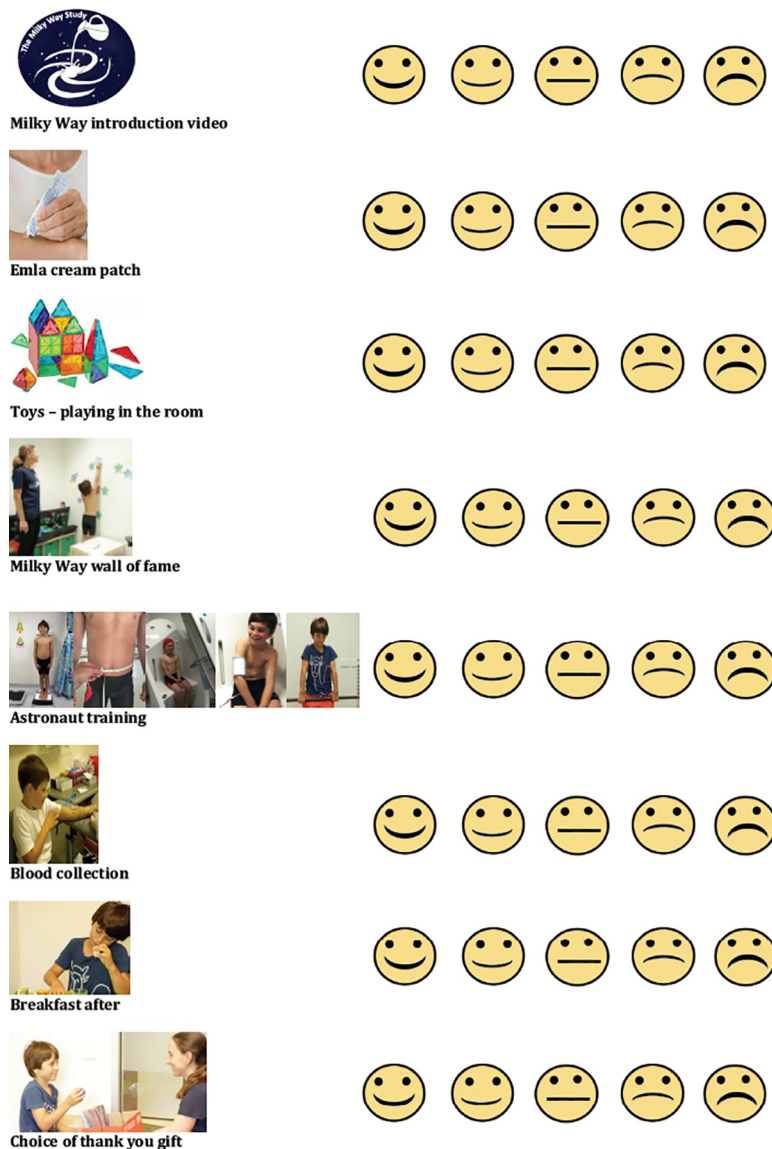 The Milky Way Study
Milky Way introduction video
Emla cream patch
Toys – playing in the room
Milky Way wall of fame
Astronaut training
Blood collection
Breakfast after
Choice of thank you gift